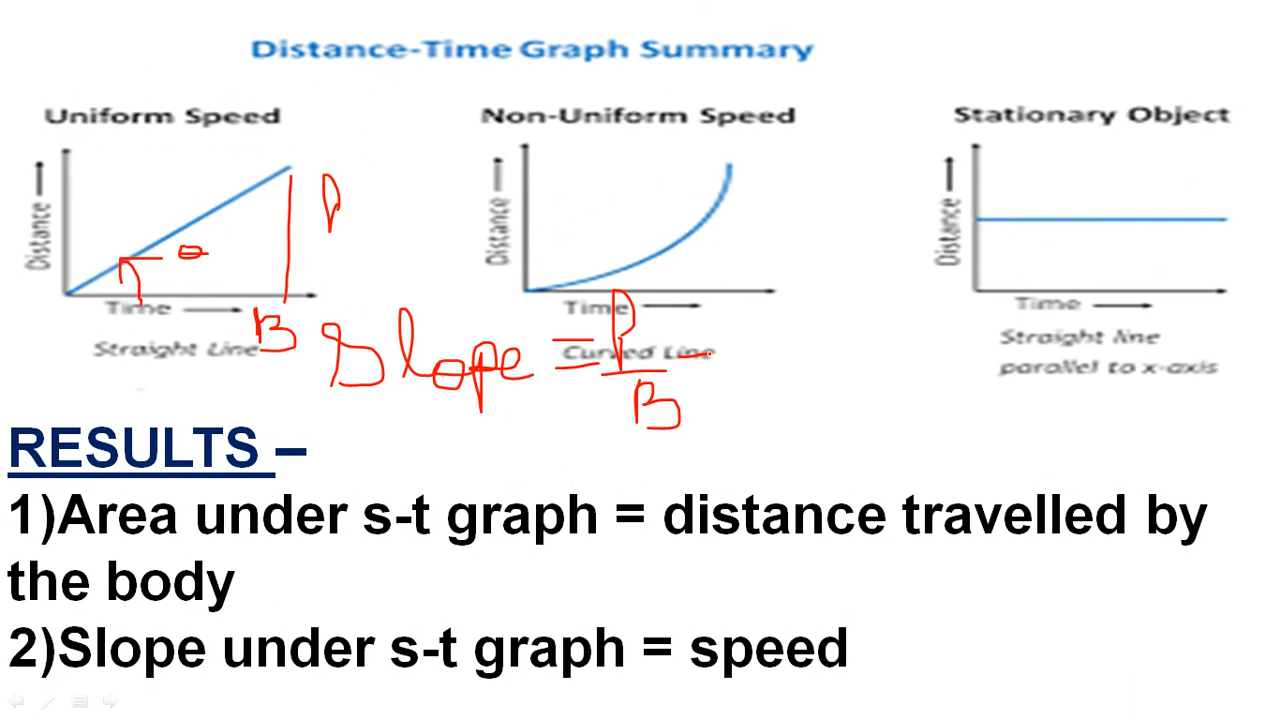 Distance-Time Graph Summary
Uniform Speed
Non-Uniform Speed
Stationary Object
Distance
Time
P
θ
B
Straight Line
Distance
Time
Curved Line
Distance
Time
Straight line
parallel to x-axis
Slope = P
B
RESULTS –
1)Area under s-t graph = distance travelled by
the body
2)Slope under s-t graph = speed